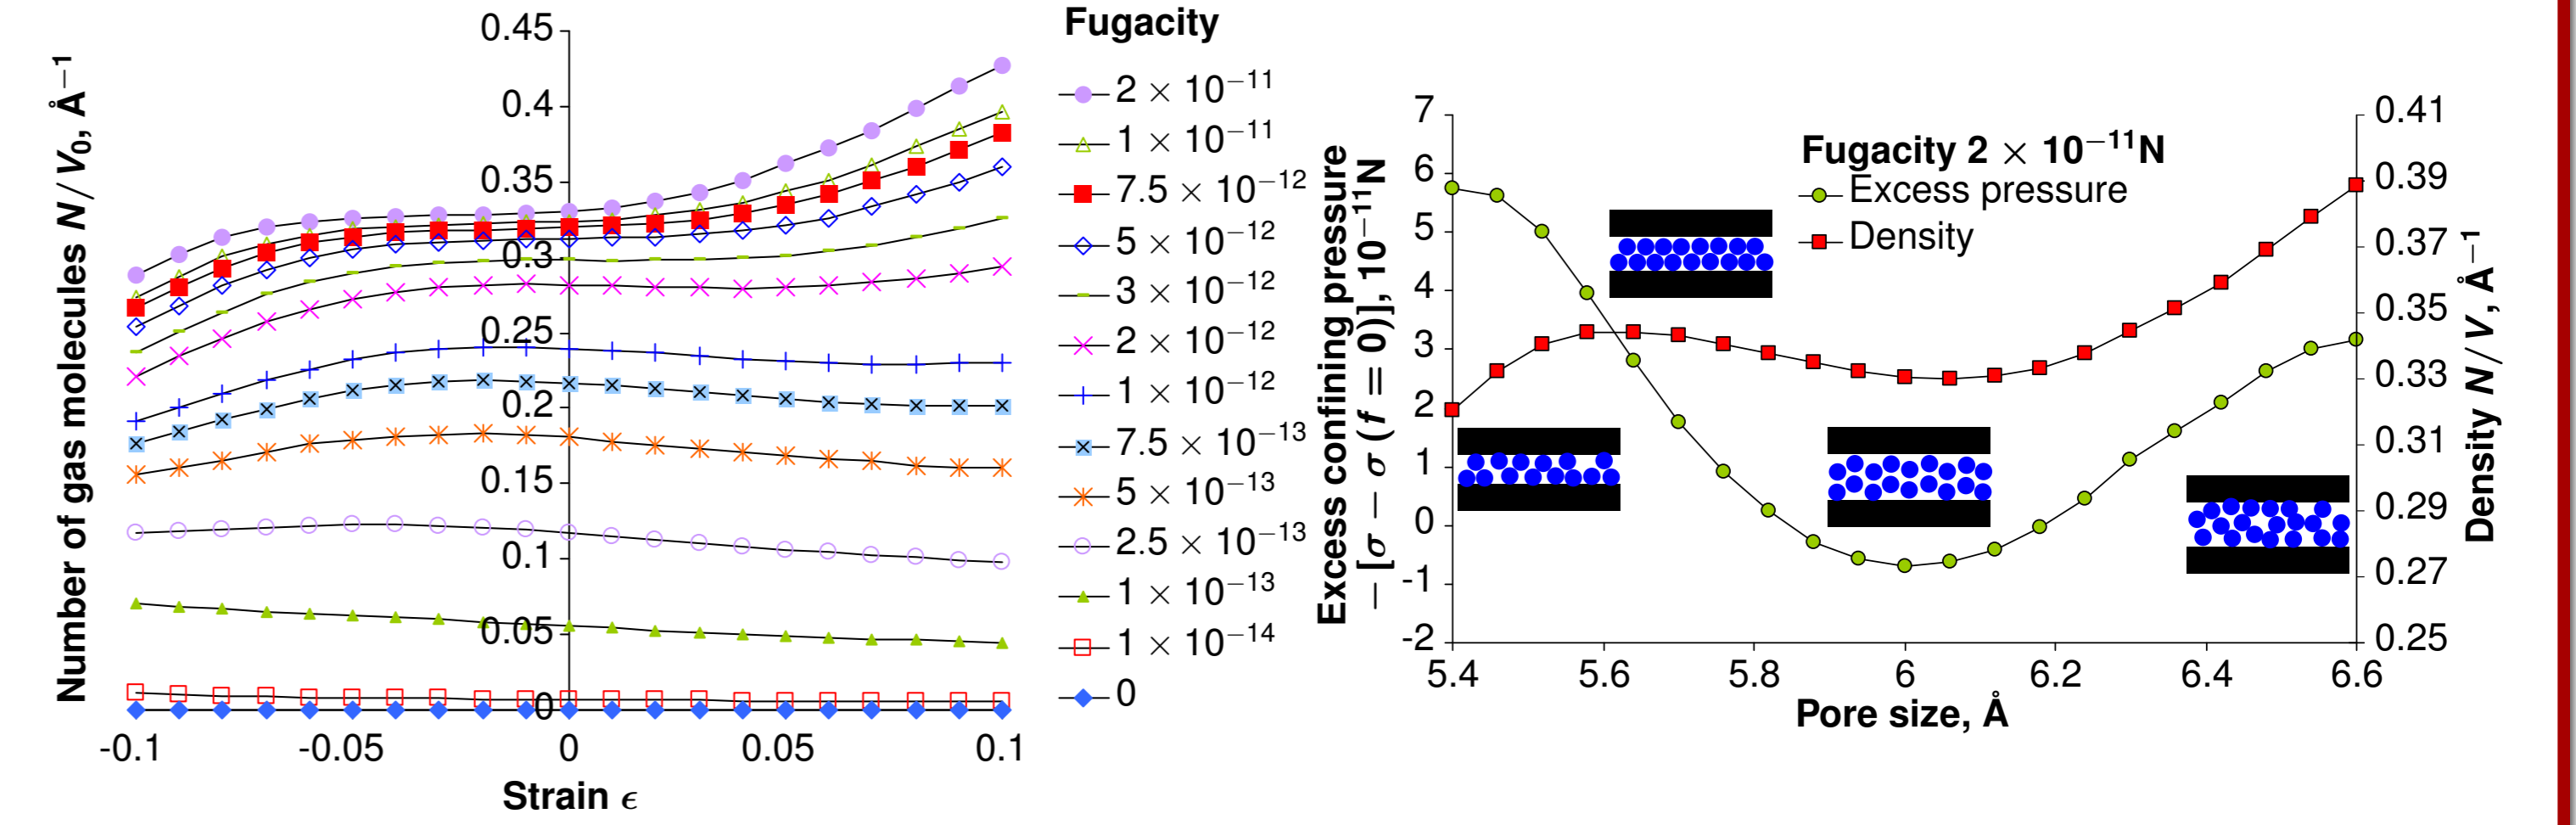 Number of gas molecules N/V₀, Å⁻¹
0.45
0.4
0.35
0.3
0.25
0.2
0.15
0.1
0.05
0
-0.1
-0.05
0
0.05
0.1
Strain ϵ
Fugacity
2 × 10⁻¹¹
1 × 10⁻¹¹
7.5 × 10⁻¹²
5 × 10⁻¹²
3 × 10⁻¹²
2 × 10⁻¹²
1 × 10⁻¹²
7.5 × 10⁻¹³
5 × 10⁻¹³
2.5 × 10⁻¹³
1 × 10⁻¹³
1 × 10⁻¹⁴
0
Excess confining pressure
− [σ − σ (f = 0))], 10⁻¹¹N
7
6
5
4
3
2
1
0
-1
-2
Fugacity 2 × 10⁻¹¹N
Excess pressure
Density
5.4
5.6
5.8
6
6.2
6.4
6.6
Pore size, Å
0.41
0.39
0.37
0.35
0.33
0.31
0.29
0.27
0.25
Density N/V, Å⁻¹